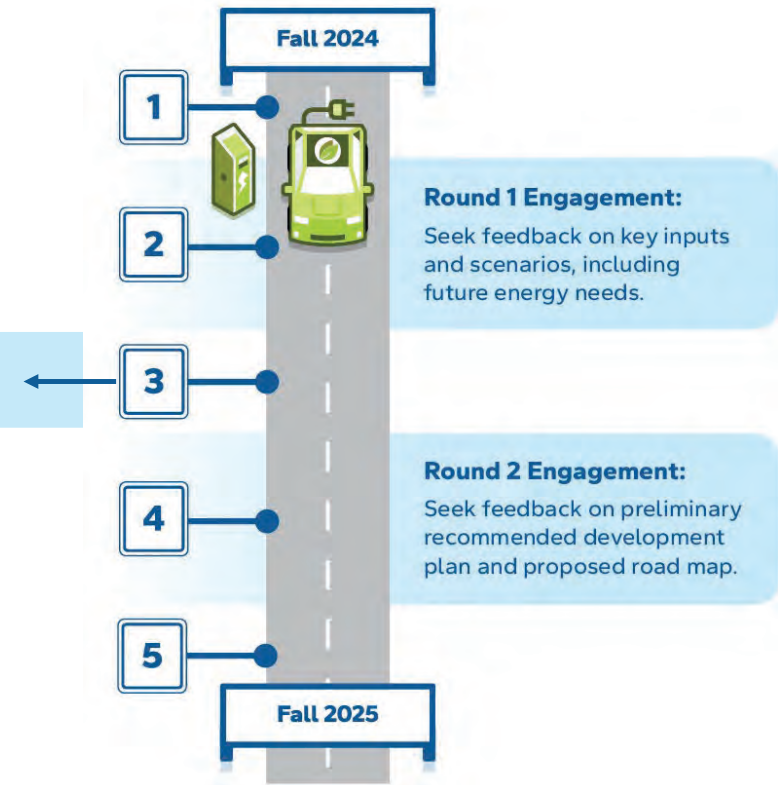 Fall 2024
1
Round 1 Engagement:
Seek feedback on key inputs
and scenarios, including
future energy needs.
2
3
Round 2 Engagement:
Seek feedback on preliminary
recommended development
plan and proposed road map.
4
5
Fall 2025